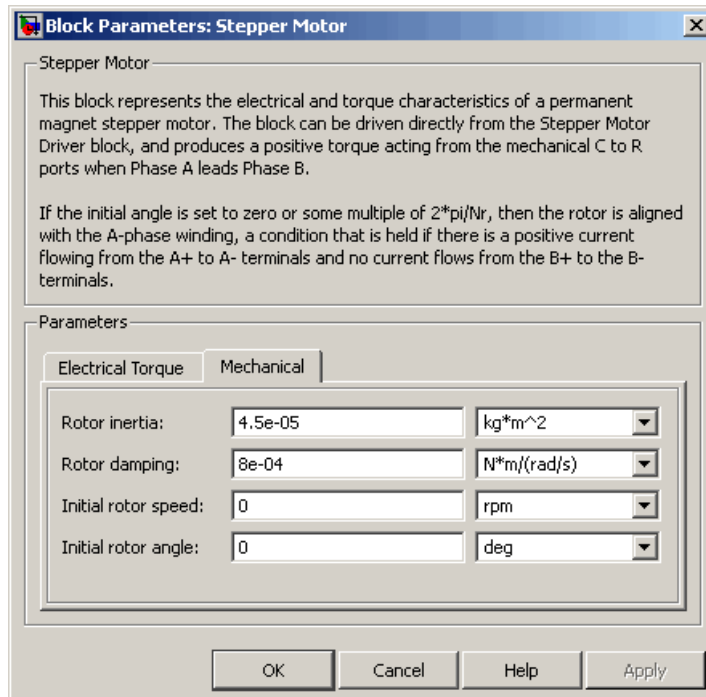 Block Parameters: Stepper Motor
Stepper Motor
This block represents the electrical and torque characteristics of a permanent
magnet stepper motor. The block can be driven directly from the Stepper Motor
Driver block, and produces a positive torque acting from the mechanical C to R
ports when Phase A leads Phase B.
If the initial angle is set to zero or some multiple of 2*pi/Nr, then the rotor is aligned
with the A-phase winding, a condition that is held if there is a positive current
flowing from the A+ to A- terminals and no current flows from the B+ to the B-
terminals.
Parameters
Electrical Torque Mechanical
Rotor inertia: 4.5e-05 kg*m^2
Rotor damping: 8e-04 N*m/(rad/s)
Initial rotor speed: 0 rpm
Initial rotor angle: 0 deg
OK Cancel Help Apply